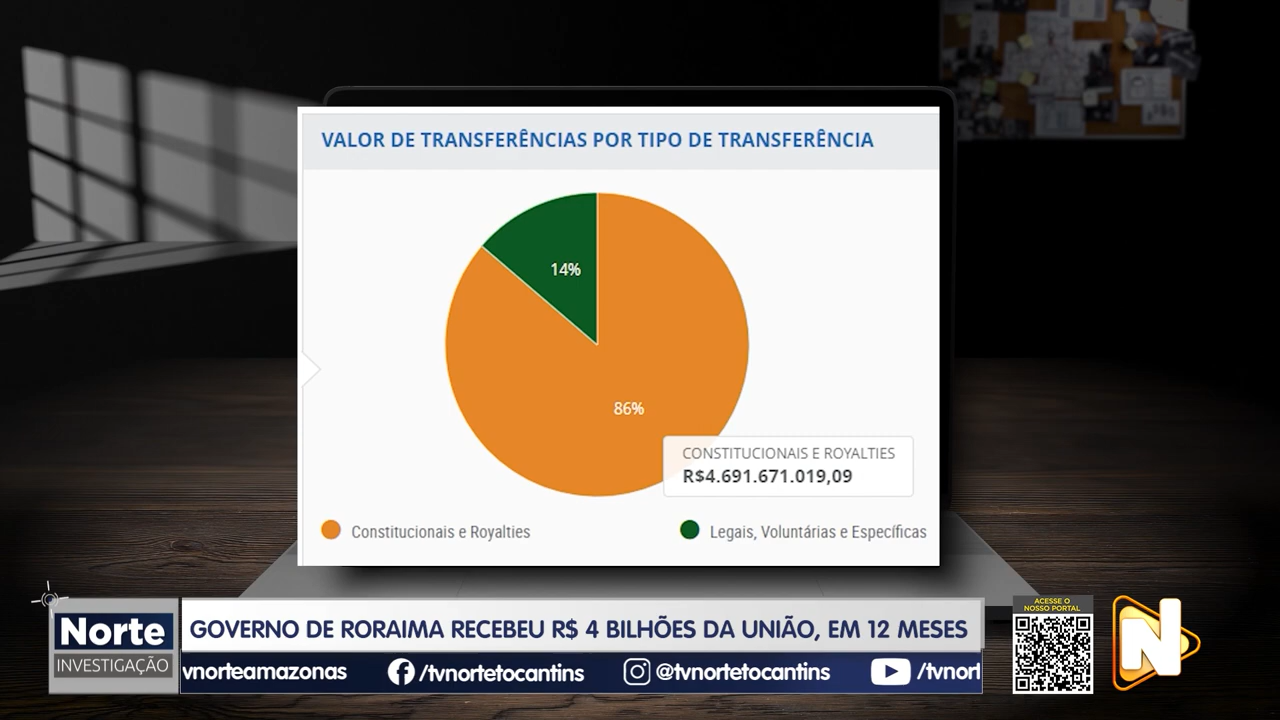 VALOR DE TRANSFERÊNCIAS POR TIPO DE TRANSFERÊNCIA
14%
86%
CONSTITUCIONAIS E ROYALTIES
R$4.691.671.019,09
Constitucionais e Royalties
Legais, Voluntárias e Específicas
Norte
INVESTIGAÇÃO
GOVERNO DE RORAIMA RECEBEU R$ 4 BILHÕES DA UNIÃO, EM 12 MESES
vnorteamazonas /tvnortetocantins @tvnortetocantins /tvnort
ACESSE O
NOSSO PORTAL
N